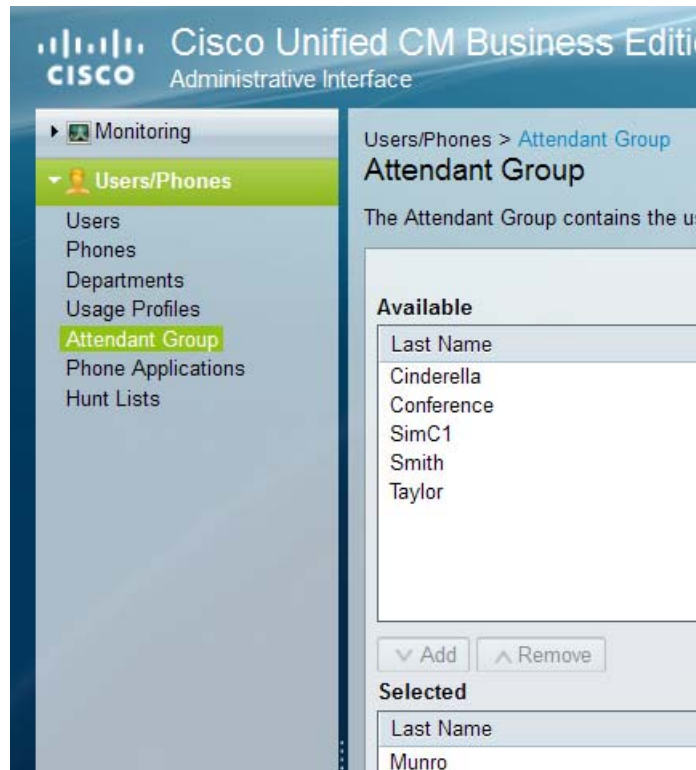 CISCO
Cisco Unified CM Business Editi
Administrative Interface
Monitoring
Users/Phones
Users
Phones
Departments
Usage Profiles
Attendant Group
Phone Applications
Hunt Lists
Users/Phones > Attendant Group
Attendant Group
The Attendant Group contains the u
Available
Last Name
Cinderella
Conference
SimC1
Smith
Taylor
Add Remove
Selected
Last Name
Munro